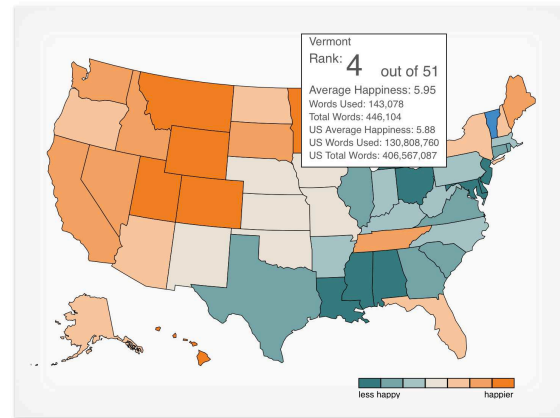 Vermont
Rank: 4 out of 51
Average Happiness: 5.95
Words Used: 143,078
Total Words: 446,104
US Average Happiness: 5.88
US Words Used: 130,808,760
US Total Words: 406,567,087
less happy happier